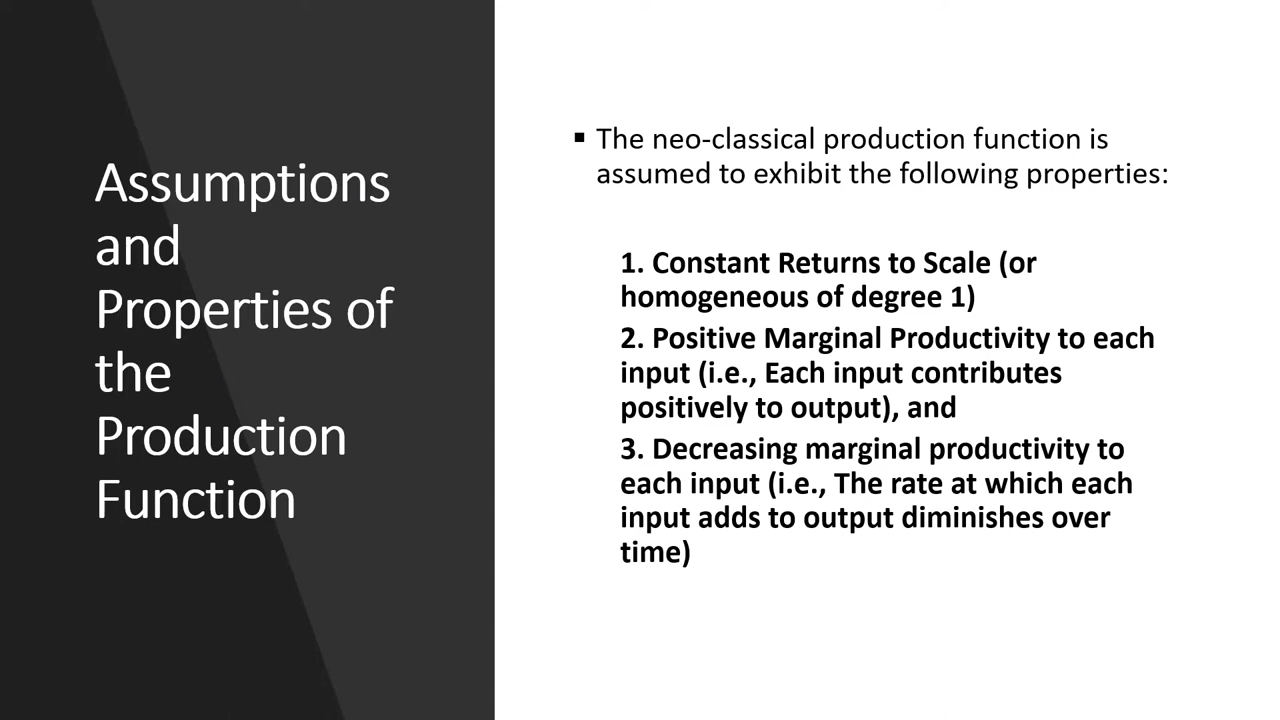 Assumptions
and
Properties of
the
Production
Function
▪ The neo-classical production function is
assumed to exhibit the following properties:
1. Constant Returns to Scale (or
homogeneous of degree 1)
2. Positive Marginal Productivity to each
input (i.e., Each input contributes
positively to output), and
3. Decreasing marginal productivity to
each input (i.e., The rate at which each
input adds to output diminishes over
time)